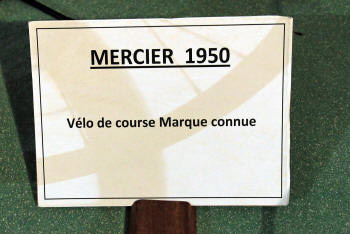 MERCIER 1950
Vélo de course Marque connue